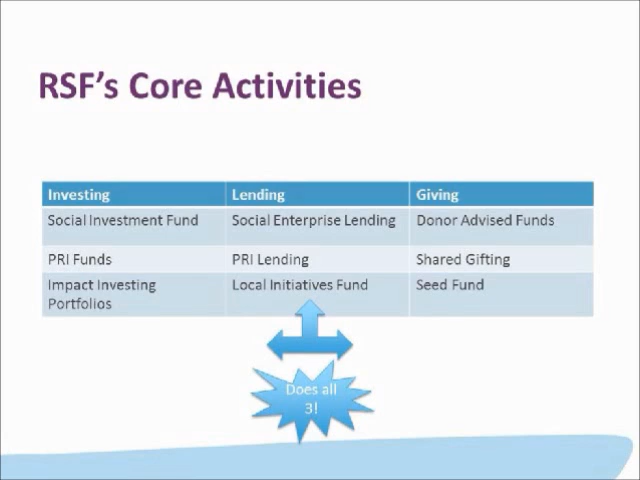 RSF's Core Activities
Investing Lending Giving
Social Investment Fund Social Enterprise Lending Donor Advised Funds
PRI Funds PRI Lending Shared Gifting
Impact Investing Local Initiatives Fund Seed Fund
Portfolios
Does all
3!